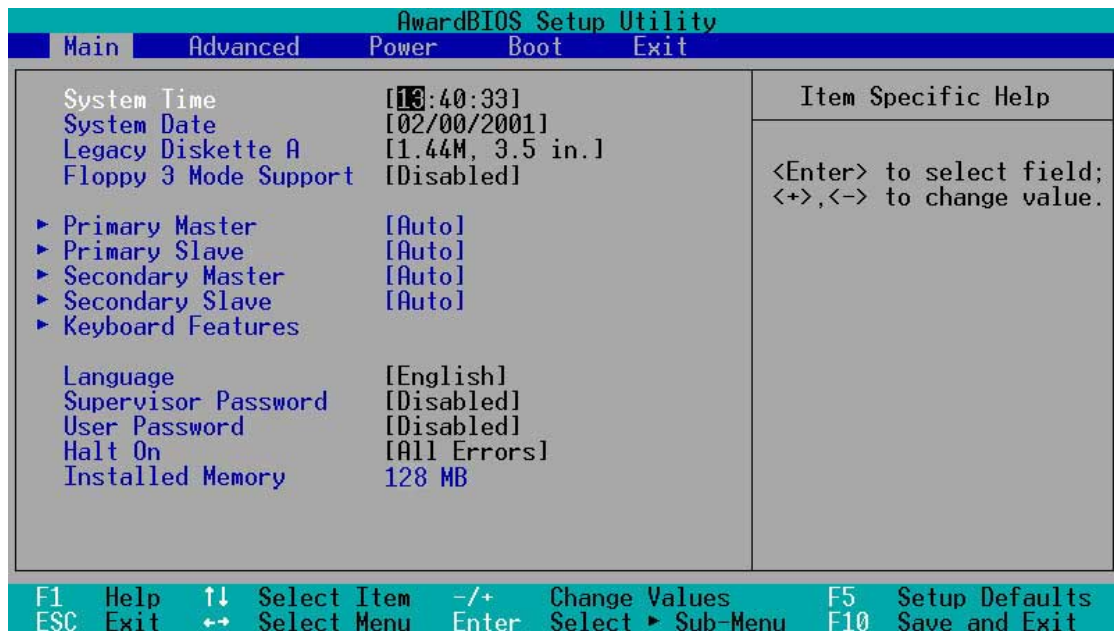 AwardBIOS Setup Utility
Main Advanced Power Boot Exit
System Time [13:40:33]
System Date [02/00/2001]
Legacy Diskette A [1.44M, 3.5 in.]
Floppy 3 Mode Support [Disabled]
► Primary Master [Auto]
► Primary Slave [Auto]
► Secondary Master [Auto]
► Secondary Slave [Auto]
► Keyboard Features
Language [English]
Supervisor Password [Disabled]
User Password [Disabled]
Halt On [All Errors]
Installed Memory 128 MB
Item Specific Help
<Enter> to select field;
<+>,<-> to change value.
F1 Help ↑↓ Select Item -/+ Change Values F5 Setup Defaults
ESC Exit ←→ Select Menu Enter Select ► Sub-Menu F10 Save and Exit